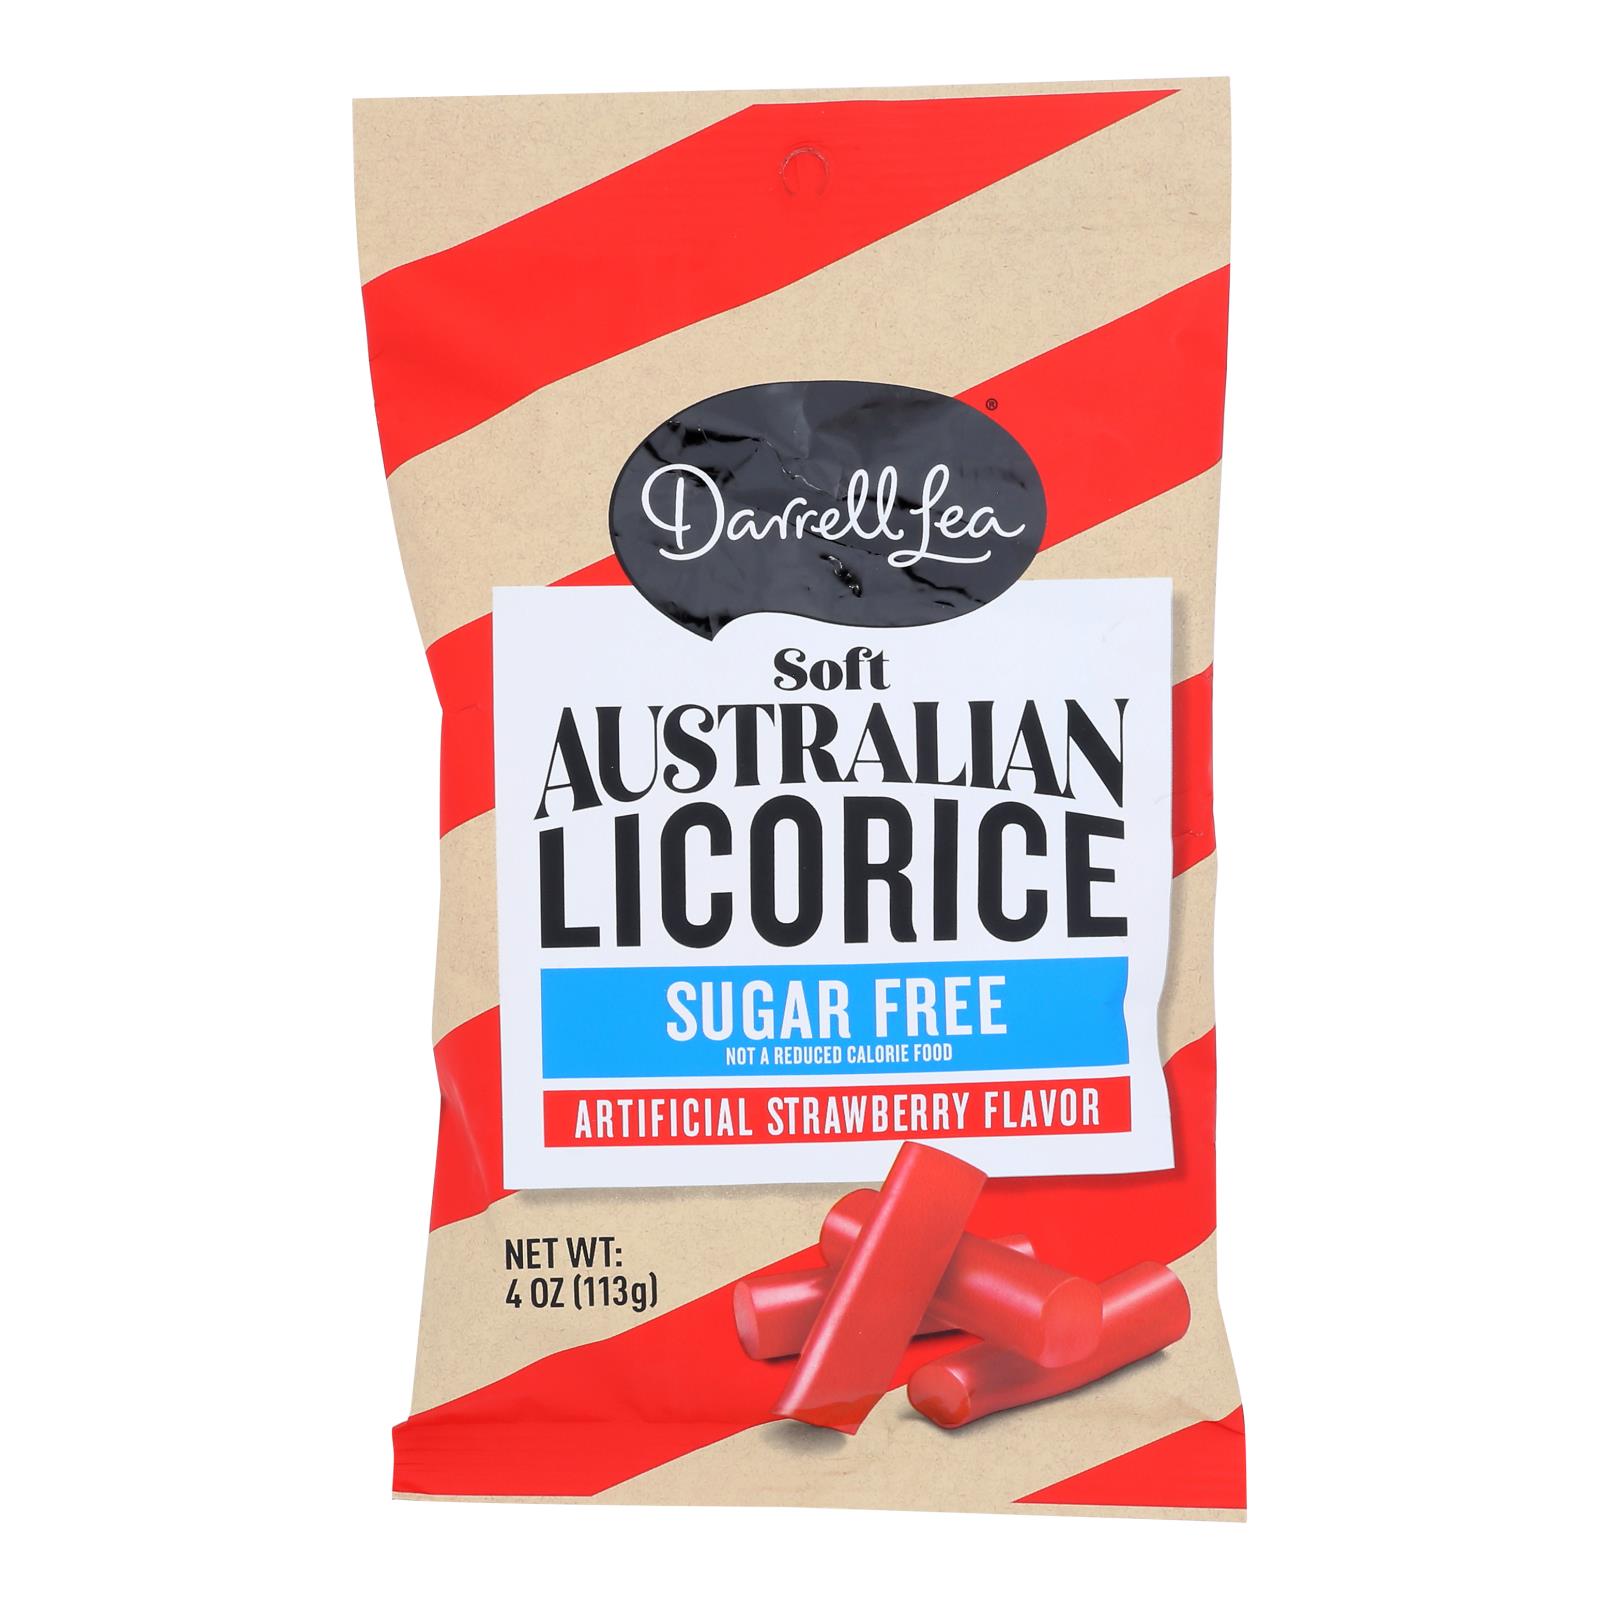 Darrell Lea®
Soft
AUSTRALIAN
LICORICE
SUGAR FREE
NOT A REDUCED CALORIE FOOD
ARTIFICIAL STRAWBERRY FLAVOR
NET WT:
4 OZ (113g)